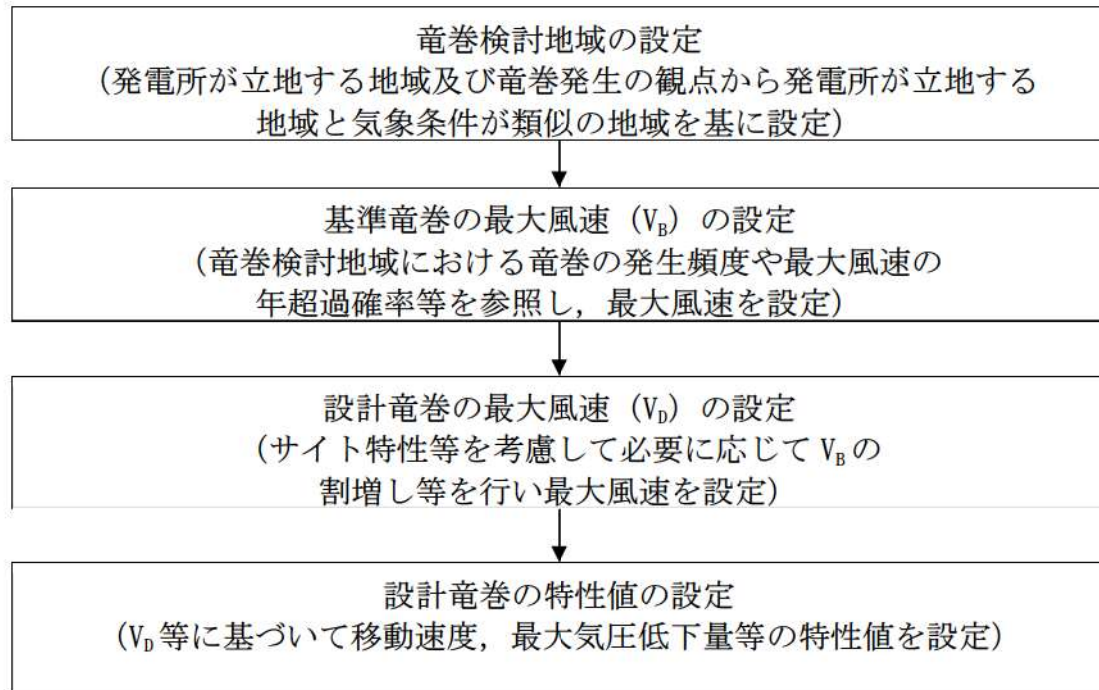 竜巻検討地域の設定
(発電所が立地する地域及び竜巻発生の観点から発電所が立地する
地域と気象条件が類似の地域を基に設定)
基準竜巻の最大風速 (V_B) の設定
(竜巻検討地域における竜巻の発生頻度や最大風速の
年超過確率等を参照し，最大風速を設定)
設計竜巻の最大風速 (V_D) の設定
(サイト特性等を考慮して必要に応じて V_B の
割増し等を行い最大風速を設定)
設計竜巻の特性値の設定
(V_D 等に基づいて移動速度，最大気圧低下量等の特性値を設定)